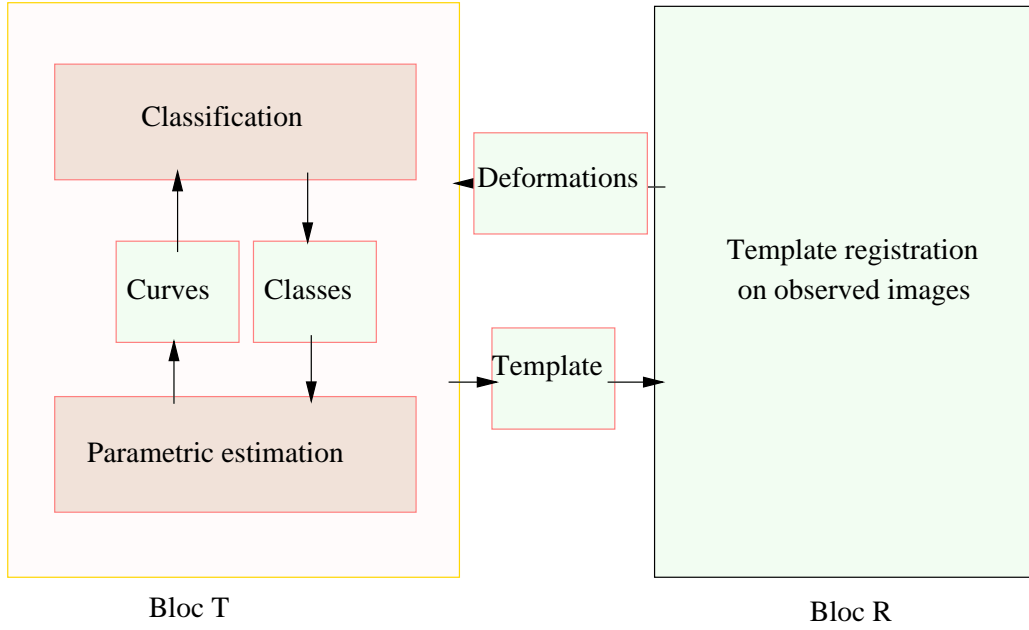 Classification
Deformations
Curves
Classes
Template registration
on observed images
Template
Parametric estimation
Bloc T
Bloc R